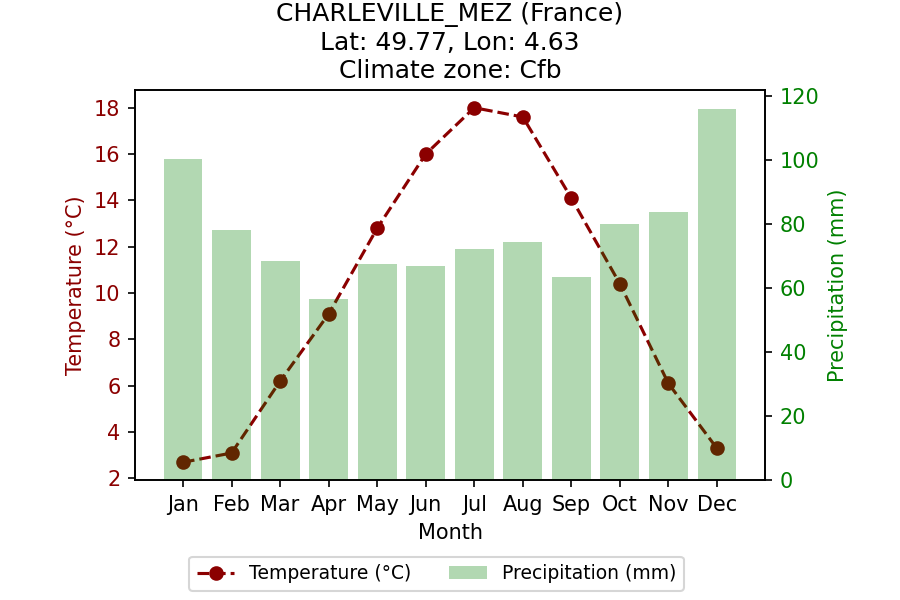 CHARLEVILLE_MEZ (France)
Lat: 49.77, Lon: 4.63
Climate zone: Cfb
Temperature (°C)
18
16
14
12
10
8
6
4
2
120
100
80
60
40
20
0
Precipitation (mm)
Jan Feb Mar Apr May Jun Jul Aug Sep Oct Nov Dec
Month
Temperature (°C) Precipitation (mm)